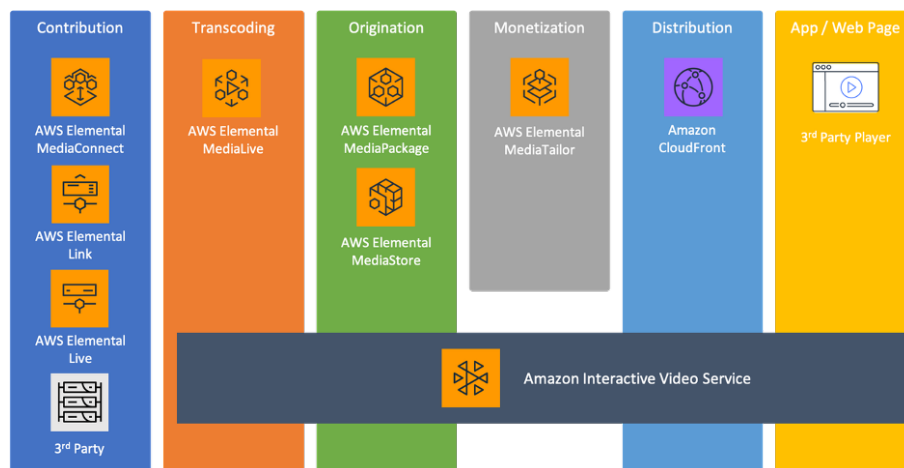 Contribution
AWS Elemental
MediaConnect
AWS Elemental
Link
AWS Elemental
Live
3rd Party
Transcoding
AWS Elemental
MediaLive
Origination
AWS Elemental
MediaPackage
AWS Elemental
MediaStore
Monetization
AWS Elemental
MediaTailor
Distribution
Amazon
CloudFront
App / Web Page
3rd Party Player
Amazon Interactive Video Service